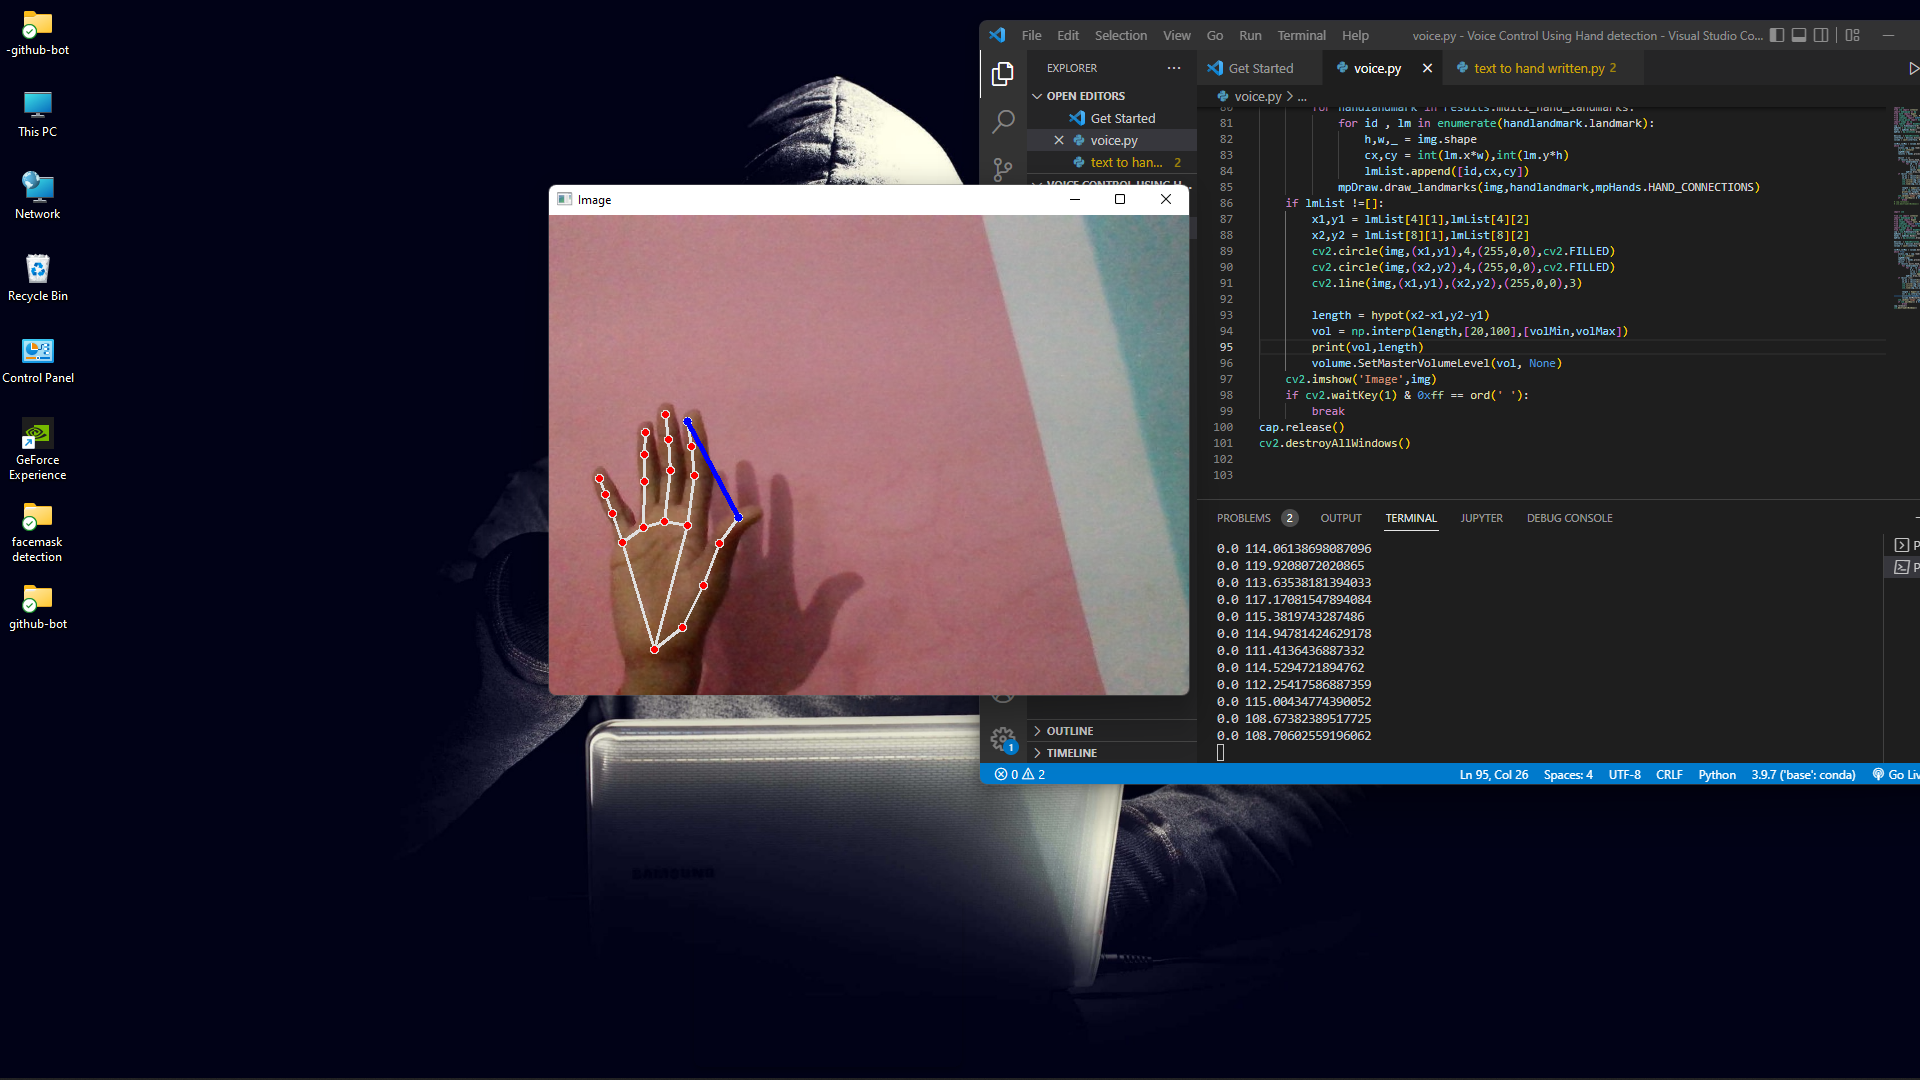 -github-bot
This PC
Network
Recycle Bin
Control Panel
GeForce
Experience
facemask
detection
github-bot
Image
SAMSUNG
File Edit Selection View Go Run Terminal Help
voice.py - Voice Control Using Hand detection - Visual Studio Co...
EXPLORER
OPEN EDITORS
Get Started
voice.py
text to han... 2
VOICE CONTROL USING H...
OUTLINE
TIMELINE
Get Started
voice.py
text to hand written.py 2
voice.py > ...
80 for handlandmark in results.multi_hand_landmarks:
81 for id , lm in enumerate(handlandmark.landmark):
82 h,w,_ = img.shape
83 cx,cy = int(lm.x*w),int(lm.y*h)
84 lmList.append([id,cx,cy])
85 mpDraw.draw_landmarks(img,handlandmark,mpHands.HAND_CONNECTIONS)
86 if lmList !=[]:
87 x1,y1 = lmList[4][1],lmList[4][2]
88 x2,y2 = lmList[8][1],lmList[8][2]
89 cv2.circle(img,(x1,y1),4,(255,0,0),cv2.FILLED)
90 cv2.circle(img,(x2,y2),4,(255,0,0),cv2.FILLED)
91 cv2.line(img,(x1,y1),(x2,y2),(255,0,0),3)
92
93 length = hypot(x2-x1,y2-y1)
94 vol = np.interp(length,[20,100],[volMin,volMax])
95 print(vol,length)
96 volume.SetMasterVolumeLevel(vol, None)
97 cv2.imshow('Image',img)
98 if cv2.waitKey(1) & 0xff == ord(' '):
99 break
100 cap.release()
101 cv2.destroyAllWindows()
102
103
PROBLEMS 2 OUTPUT TERMINAL JUPYTER DEBUG CONSOLE
0.0 114.06138698087096
0.0 119.9208072020865
0.0 113.63538181394033
0.0 117.17081547894084
0.0 115.3819743287486
0.0 114.94781424629178
0.0 111.4136436887332
0.0 114.5294721894762
0.0 112.25417586887359
0.0 115.00434774390052
0.0 108.67382389517725
0.0 108.70602559196062
1
0 2
Ln 95, Col 26 Spaces: 4 UTF-8 CRLF Python 3.9.7 ('base': conda) Go Liv